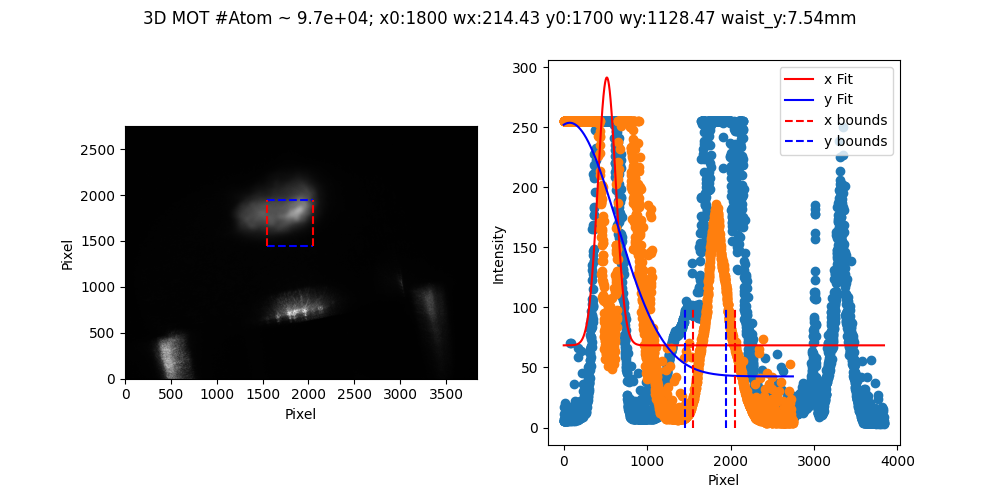 3D MOT #Atom ~ 9.7e+04; x0:1800 wx:214.43 y0:1700 wy:1128.47 waist_y:7.54mm
2500
2000
1500
1000
500
0
Pixel
0 500 1000 1500 2000 2500 3000 3500
Pixel
300
250
200
150
100
50
0
Intensity
0 1000 2000 3000 4000
Pixel
x Fit
y Fit
x bounds
y bounds